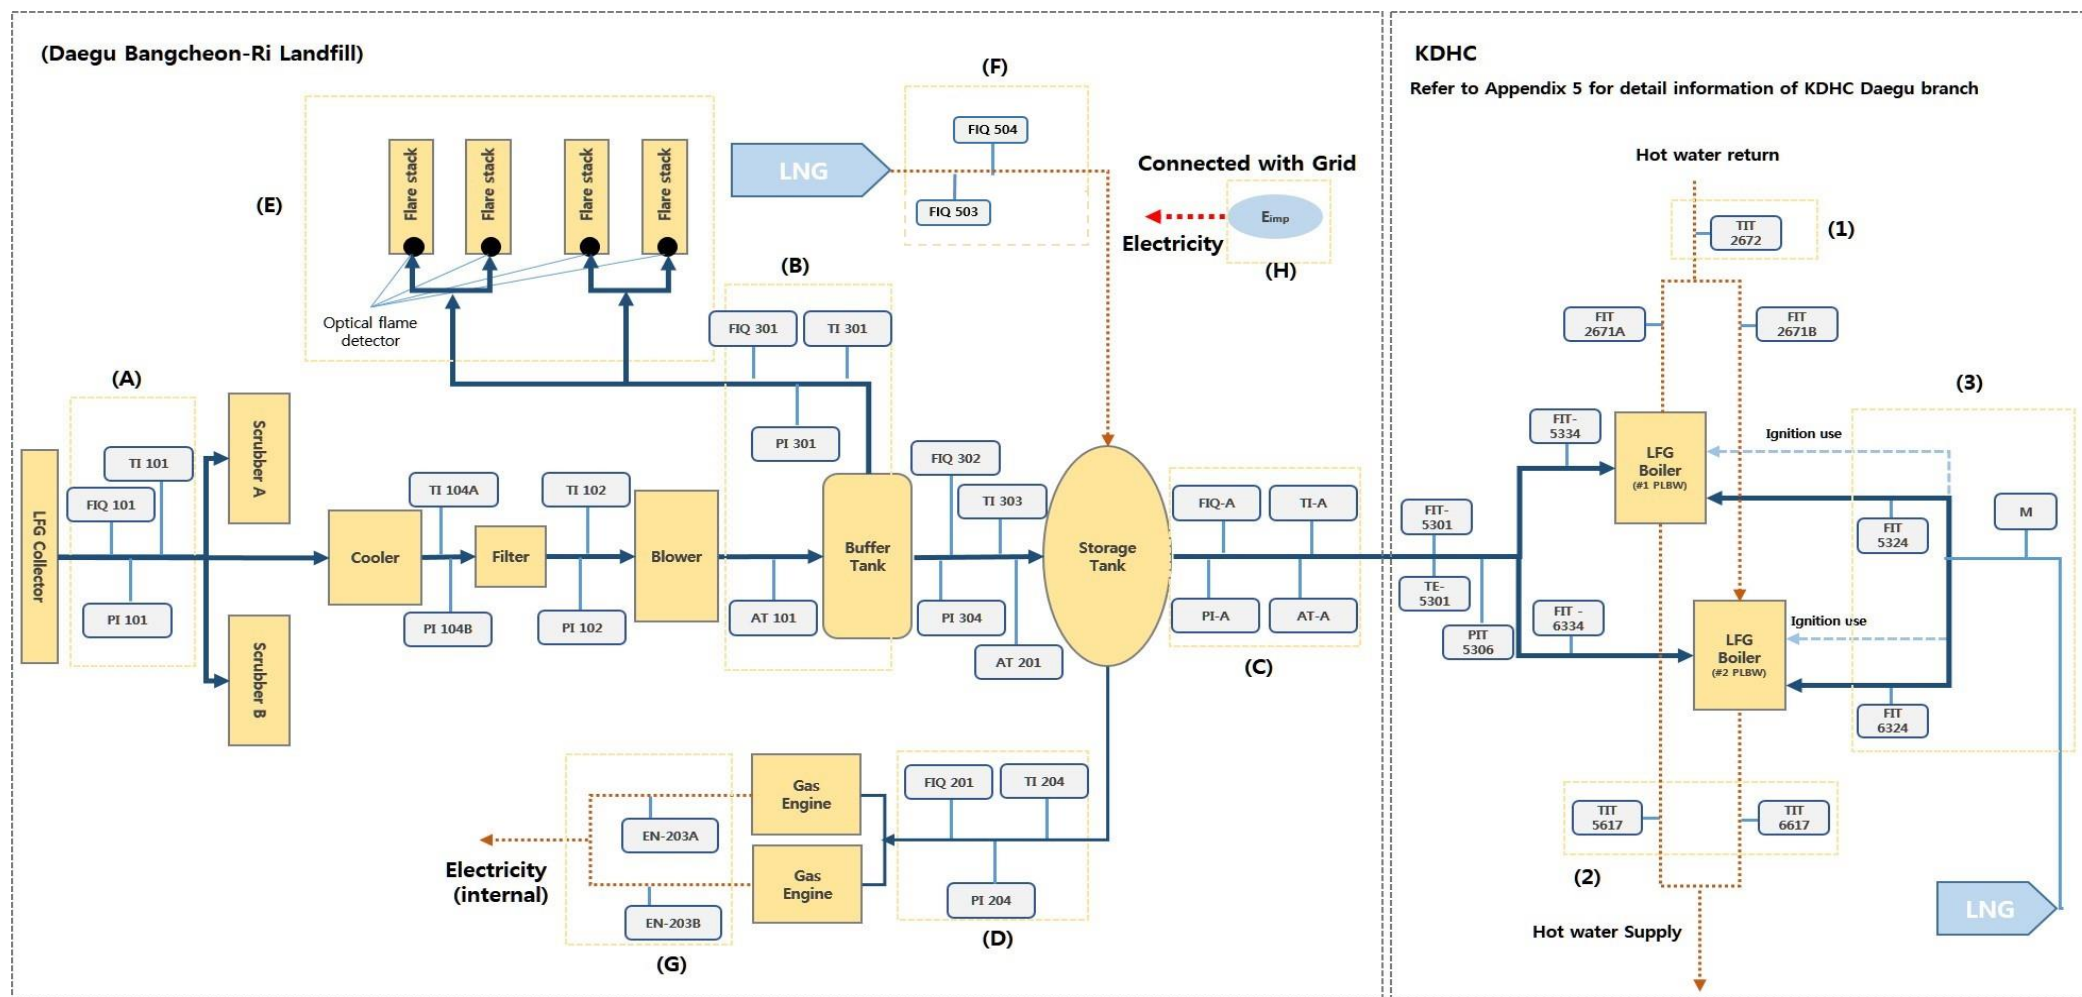 (Daegu Bangcheon-Ri Landfill)
KDHC
Refer to Appendix 5 for detail information of KDHC Daegu branch
(F)
FIQ 504
LNG
FIQ 503
Connected with Grid
Eimp
Electricity
(H)
(E)
Flare stack
Flare stack
Flare stack
Flare stack
Optical flame
detector
(B)
FIQ 301
TI 301
PI 301
(A)
TI 101
FIQ 101
PI 101
LFG Collector
Scrubber A
Scrubber B
Cooler
TI 104A
PI 104B
Filter
TI 102
PI 102
Blower
AT 101
Buffer
Tank
FIQ 302
TI 303
PI 304
AT 201
Storage
Tank
FIQ-A
TI-A
PI-A
AT-A
(C)
Gas
Engine
Gas
Engine
FIQ 201
TI 204
PI 204
(D)
EN-203A
EN-203B
(G)
Electricity
(internal)
Hot water return
TIT
2672
(1)
FIT
2671A
FIT
2671B
(3)
FIT-
5334
LFG
Boiler
(#1 PLBW)
Ignition use
FIT
5324
M
FIT-
5301
TE-
5301
PIT
5306
FIT -
6334
LFG
Boiler
(#2 PLBW)
Ignition use
FIT
6324
TIT
5617
TIT
6617
(2)
Hot water Supply
LNG